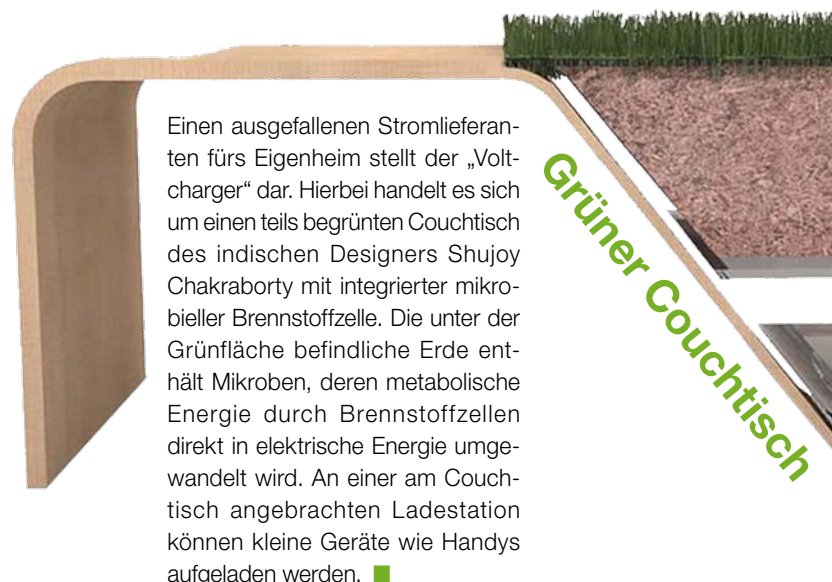 Grüner Couchtisch
Einen ausgefallenen Stromlieferan-
ten fürs Eigenheim stellt der „Volt-
charger“ dar. Hierbei handelt es sich
um einen teils begrünten Couchtisch
des indischen Designers Shujoy
Chakraborty mit integrierter mikro-
bieller Brennstoffzelle. Die unter der
Grünfläche befindliche Erde ent-
hält Mikroben, deren metabolische
Energie durch Brennstoffzellen
direkt in elektrische Energie umge-
wandelt wird. An einer am Couch-
tisch angebrachten Ladestation
können kleine Geräte wie Handys
aufgeladen werden.